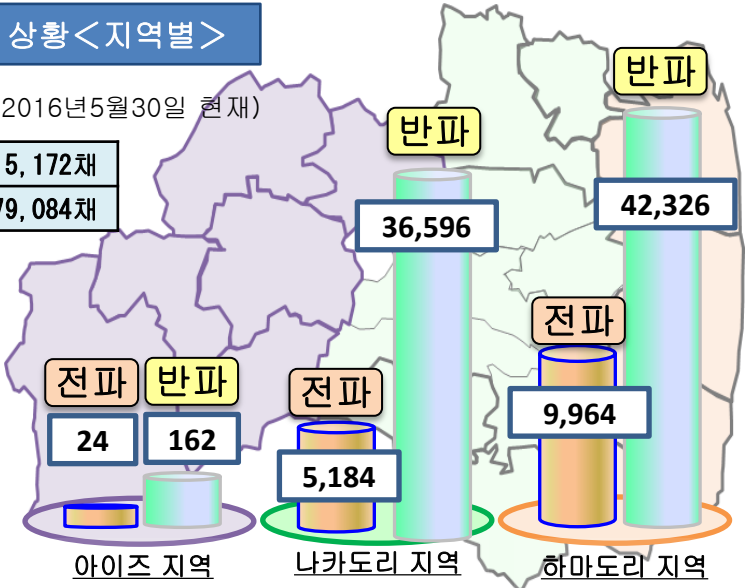 상황<지역별>
2016년5월30일 현재)
5,172채
79,084채
반파
반파
36,596
42,326
전파
전파
반파
전파
24
162
9,964
5,184
아이즈 지역
나카도리 지역
하마도리 지역